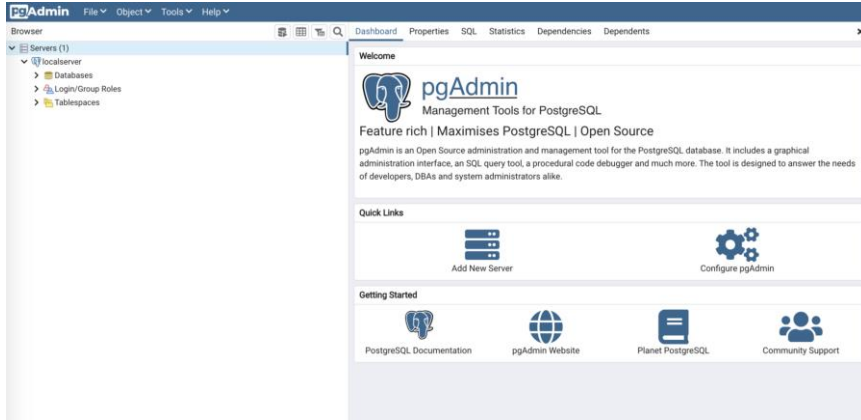 pgAdmin File Object Tools Help
Browser
Dashboard Properties SQL Statistics Dependencies Dependents
Servers (1)
localserver
Databases
Login/Group Roles
Tablespaces
Welcome
pgAdmin
Management Tools for PostgreSQL
Feature rich | Maximises PostgreSQL | Open Source
pgAdmin is an Open Source administration and management tool for the PostgreSQL database. It includes a graphical
administration interface, an SQL query tool, a procedural code debugger and much more. The tool is designed to answer the needs
of developers, DBAs and system administrators alike.
Quick Links
Add New Server Configure pgAdmin
Getting Started
PostgreSQL Documentation pgAdmin Website Planet PostgreSQL Community Support